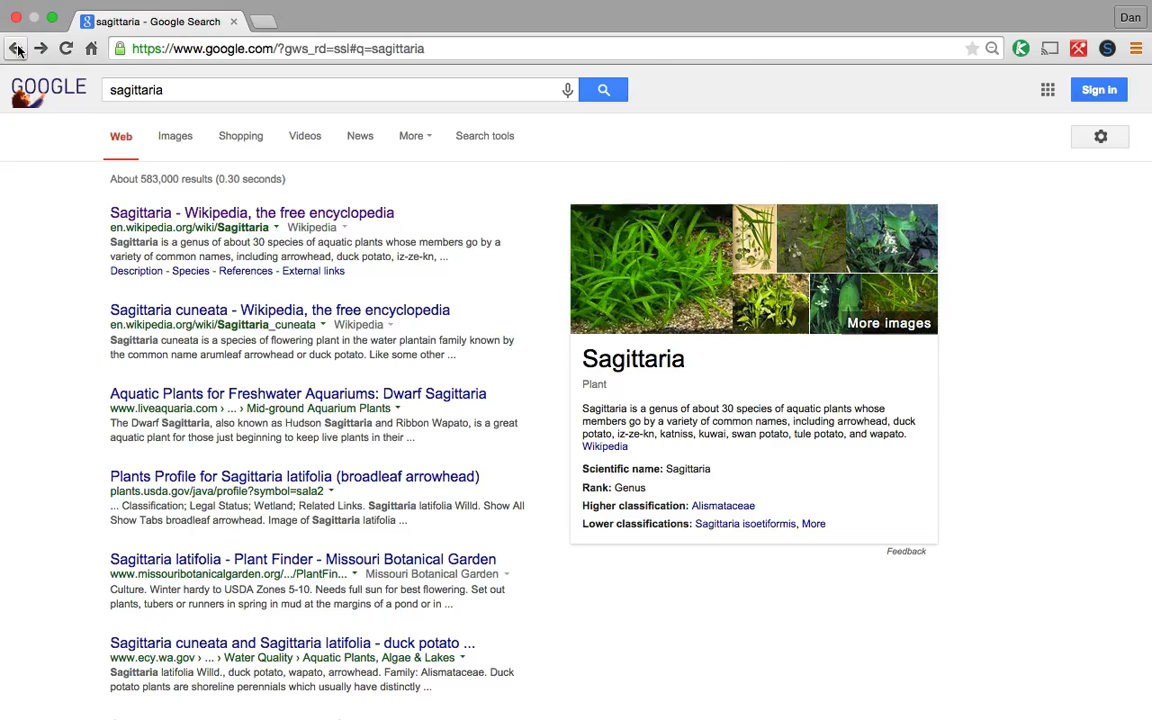 sagittaria - Google Search
Dan
https://www.google.com/?gws_rd=ssl#q=sagittaria
GOOGLE
sagittaria
Sign in
Web Images Shopping Videos News More Search tools
About 583,000 results (0.30 seconds)
Sagittaria - Wikipedia, the free encyclopedia
en.wikipedia.org/wiki/Sagittaria Wikipedia
Sagittaria is a genus of about 30 species of aquatic plants whose members go by a
variety of common names, including arrowhead, duck potato, iz-ze-kn, ...
Description - Species - References - External links
Sagittaria cuneata - Wikipedia, the free encyclopedia
en.wikipedia.org/wiki/Sagittaria_cuneata Wikipedia
Sagittaria cuneata is a species of flowering plant in the water plantain family known by
the common name arumleaf arrowhead or duck potato. Like some other ...
Aquatic Plants for Freshwater Aquariums: Dwarf Sagittaria
www.liveaquaria.com › ... › Mid-ground Aquarium Plants
The Dwarf Sagittaria, also known as Hudson Sagittaria and Ribbon Wapato, is a great
aquatic plant for those just beginning to keep live plants in their ...
Plants Profile for Sagittaria latifolia (broadleaf arrowhead)
plants.usda.gov/java/profile?symbol=sala2
... Classification; Legal Status; Wetland; Related Links. Sagittaria latifolia Willd. Show All
Show Tabs broadleaf arrowhead. Image of Sagittaria latifolia ...
Sagittaria latifolia - Plant Finder - Missouri Botanical Garden
www.missouribotanicalgarden.org/.../PlantFin... Missouri Botanical Garden
Culture. Winter hardy to USDA Zones 5-10. Needs full sun for best flowering. Set out
plants, tubers or runners in spring in mud at the margins of a pond or in ...
Sagittaria cuneata and Sagittaria latifolia - duck potato ...
www.ecy.wa.gov › ... › Water Quality › Aquatic Plants, Algae & Lakes
Sagittaria latifolia Willd., duck potato, wapato, arrowhead. Family: Alismataceae. Duck
potato plants are shoreline perennials which usually have distinctly ...
More images
Sagittaria
Plant
Sagittaria is a genus of about 30 species of aquatic plants whose
members go by a variety of common names, including arrowhead, duck
potato, iz-ze-kn, katniss, kuwai, swan potato, tule potato, and wapato.
Wikipedia
Scientific name: Sagittaria
Rank: Genus
Higher classification: Alismataceae
Lower classifications: Sagittaria isoetiformis, More
Feedback